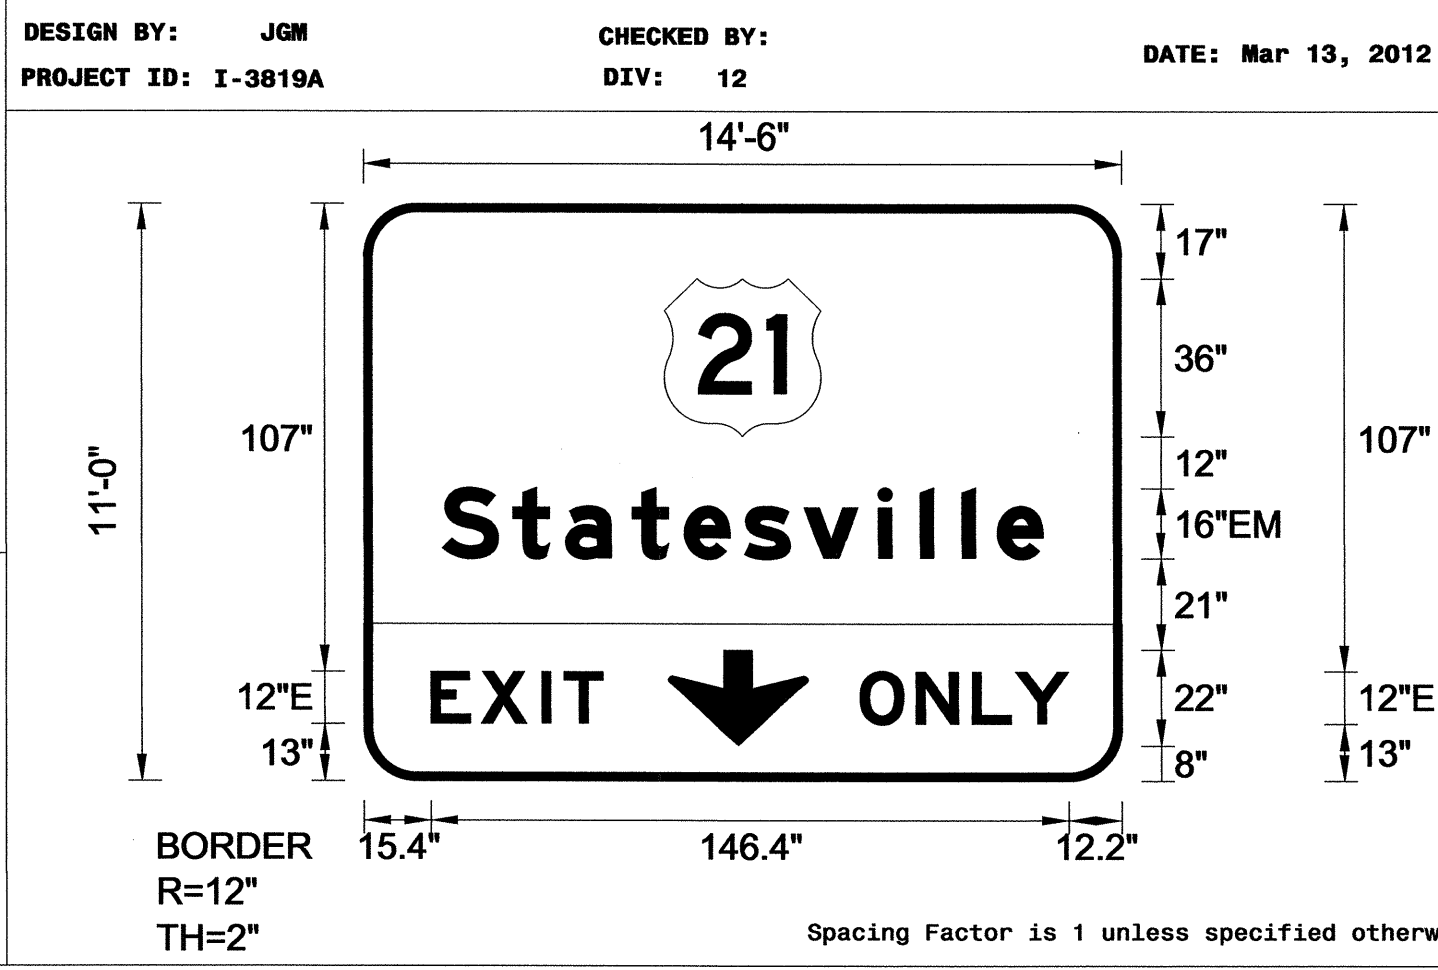 DESIGN BY: JGM
CHECKED BY:
DATE: Mar 13, 2012
PROJECT ID: I-3819A
DIV: 12
14'-6"
17"
21
36"
107"
107"
11'-0"
12"
Statesville
16"EM
21"
EXIT ONLY
12"E
22"
12"E
13"
8"
13"
15.4" 146.4" 12.2"
BORDER
R=12"
TH=2"
Spacing Factor is 1 unless specified otherw